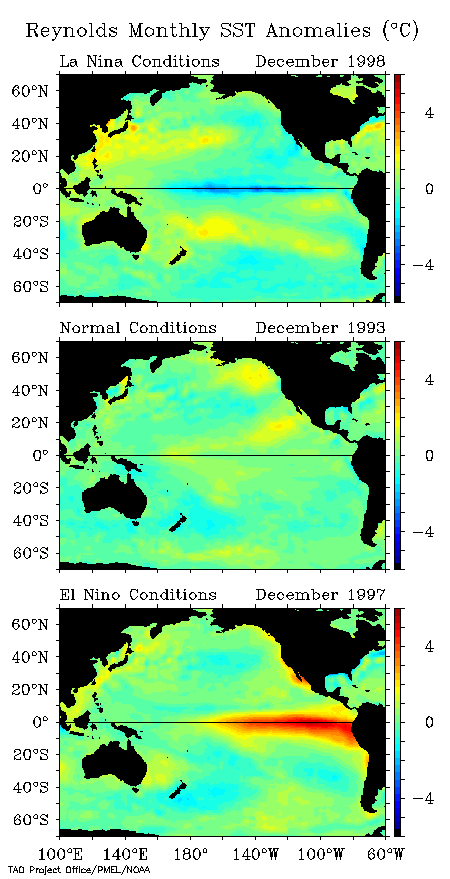 Reynolds Monthly SST Anomalies (°C)
La Nina Conditions December 1998
60°N
40°N
20°N
0°
20°S
40°S
60°S
4
0
−4
Normal Conditions December 1993
60°N
40°N
20°N
0°
20°S
40°S
60°S
4
0
−4
El Nino Conditions December 1997
60°N
40°N
20°N
0°
20°S
40°S
60°S
4
0
−4
100°E 140°E 180° 140°W 100°W 60°W
TAO Project Office/PMEL/NOAA